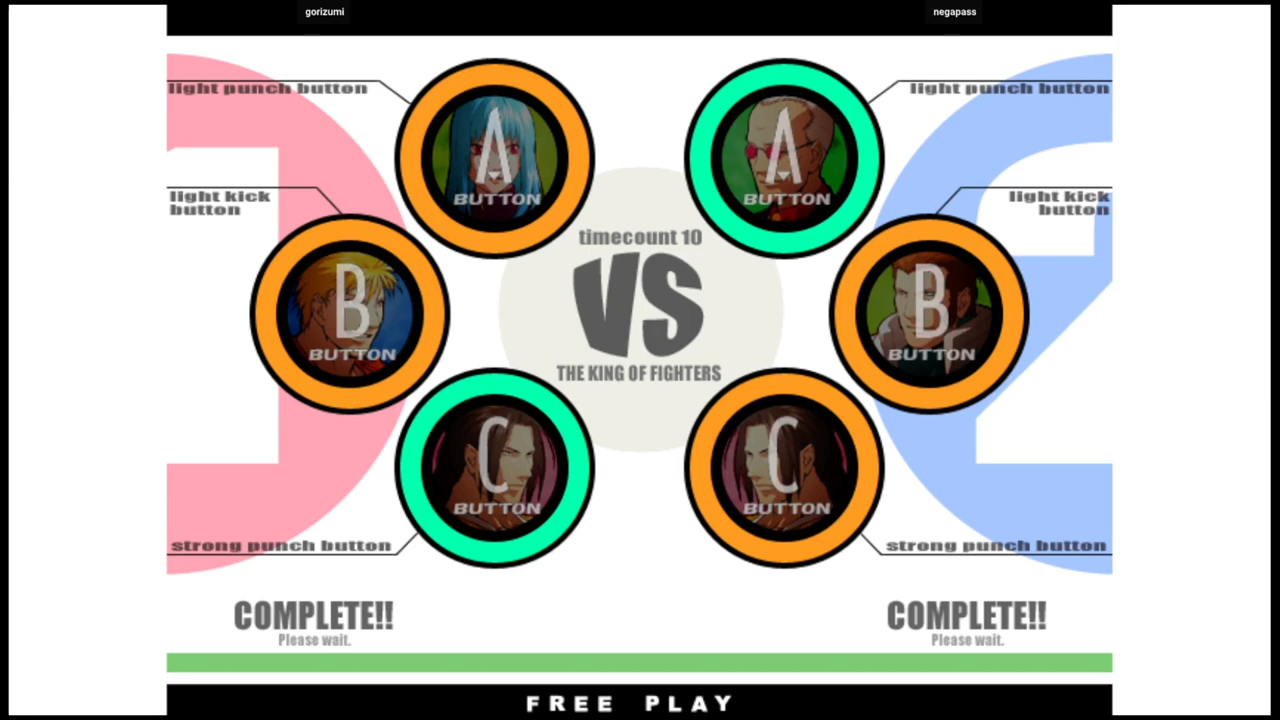 gorizumi
negapass
light punch button
light punch button
A
BUTTON
A
BUTTON
light kick
button
light kick
button
timecount 10
VS
THE KING OF FIGHTERS
B
BUTTON
B
BUTTON
C
BUTTON
C
BUTTON
strong punch button
strong punch button
COMPLETE!!
Please wait.
COMPLETE!!
Please wait.
FREE PLAY